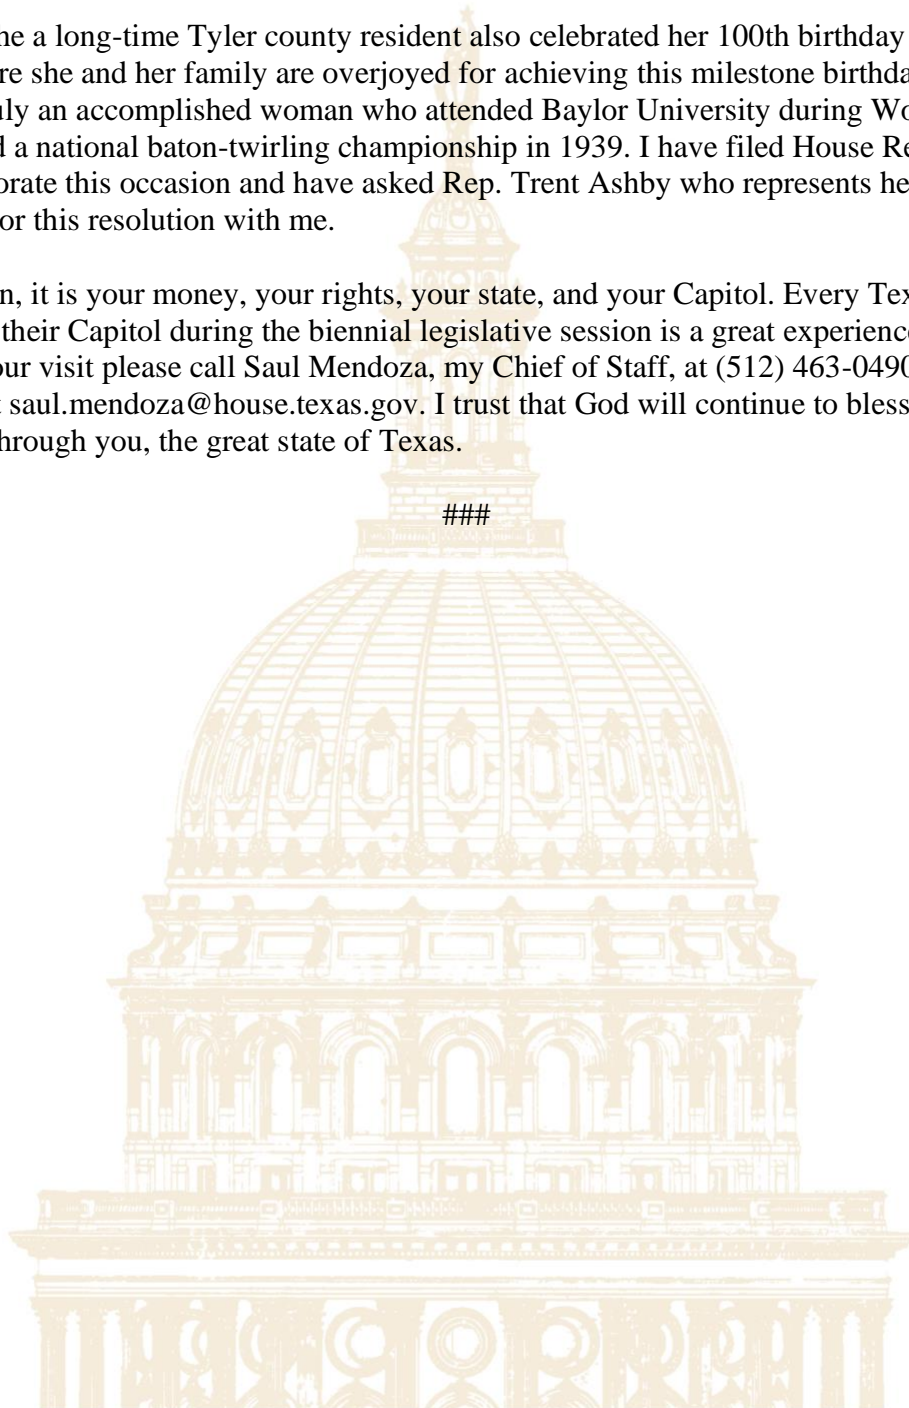 ne a long-time Tyler county resident also celebrated her 100th birthday
re she and her family are overjoyed for achieving this milestone birthda
uly an accomplished woman who attended Baylor University during Wo
d a national baton-twirling championship in 1939. I have filed House Re
orate this occasion and have asked Rep. Trent Ashby who represents he
or this resolution with me.
n, it is your money, your rights, your state, and your Capitol. Every Tex
their Capitol during the biennial legislative session is a great experience
our visit please call Saul Mendoza, my Chief of Staff, at (512) 463-0490
t saul.mendoza@house.texas.gov. I trust that God will continue to bless
hrough you, the great state of Texas.
###